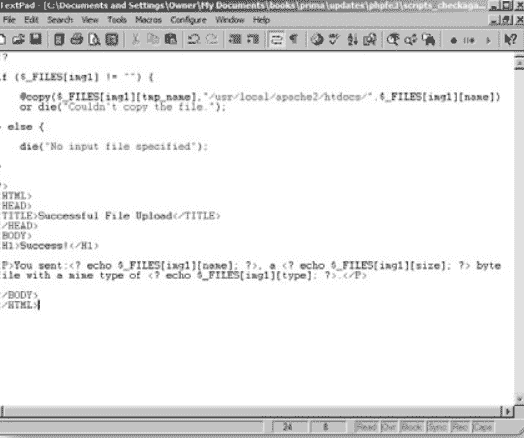 TextPad - [C:\Documents and Settings\Owner\My Documents\books\prima\updates\phpfe3\scripts_checkaga...
File Edit Search View Tools Macros Configure Window Help
?
if ($_FILES[img1] != "") {
@copy($_FILES[img1][tmp_name],"/usr/local/apache2/htdocs/".$_FILES[img1][name])
or die("Couldn't copy the file.");
else {
die("No input file specified");
?>
HTML>
HEAD>
TITLE>Successful File Upload</TITLE>
/HEAD>
BODY>
H1>Success!</H1>
P>You sent:<? echo $_FILES[img1][name]; ?>, a <? echo $_FILES[img1][size]; ?> byte
file with a mime type of <? echo $_FILES[img1][type]; ?>.</P>
/BODY>
/HTML>
24 8 Read Ovr Block Sync Rec Caps